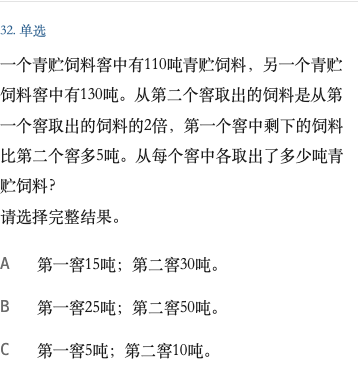 32. 单选
一个青贮饲料窖中有110吨青贮饲料，另一个青贮
饲料窖中有130吨。从第二个窖取出的饲料是从第
一个窖取出的饲料的2倍，第一个窖中剩下的饲料
比第二个窖多5吨。从每个窖中各取出了多少吨青
贮饲料?
请选择完整结果。
A 第一窖15吨；第二窖30吨。
B 第一窖25吨；第二窖50吨。
C 第一窖5吨；第二窖10吨。